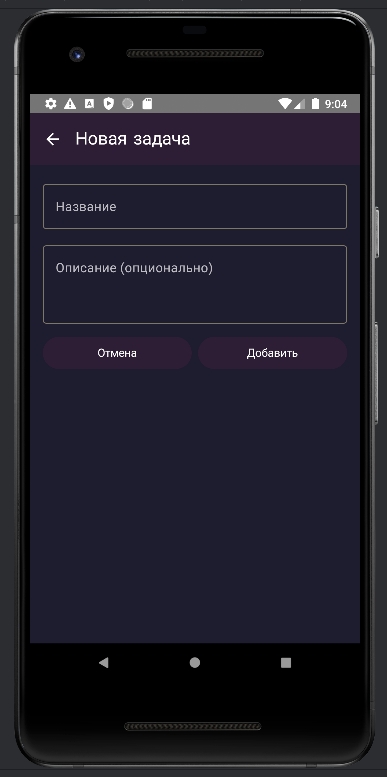 9:04
Новая задача
Название
Описание (опционально)
Отмена
Добавить